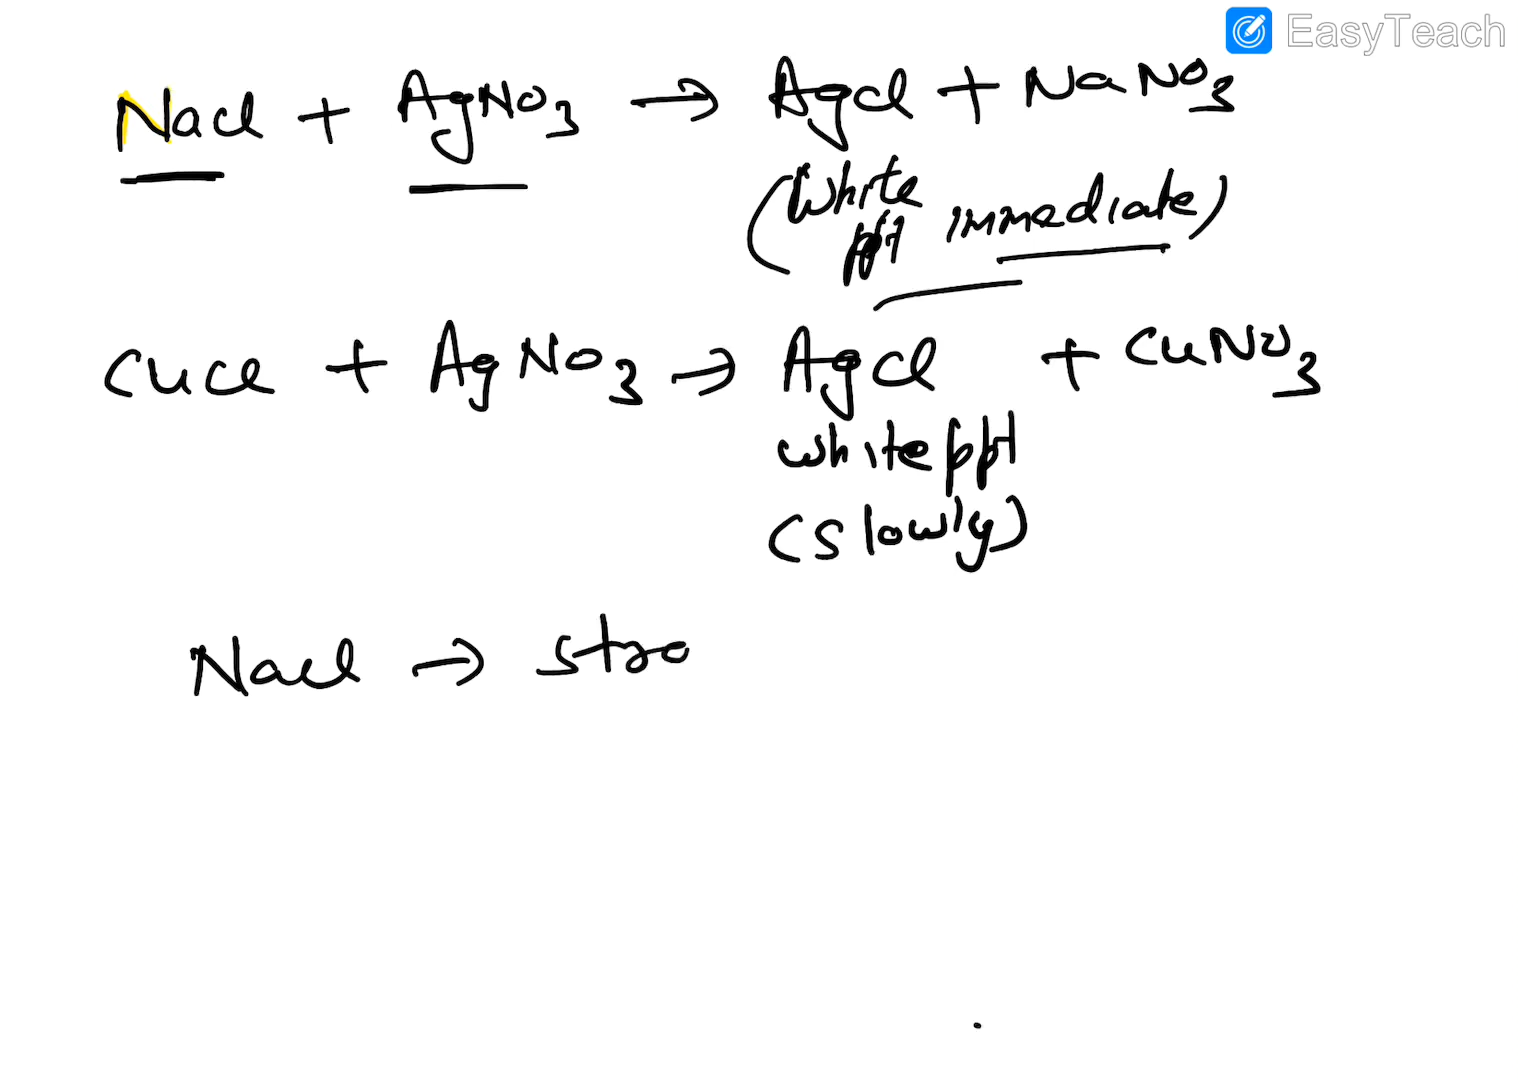 EasyTeach
Nacl + AgNO3 → Agcl + NaNO3
(White
ppt immediate)
CuCl + AgNO3 → Agcl + CuNO3
white ppt
(slowly)
Nacl → stro